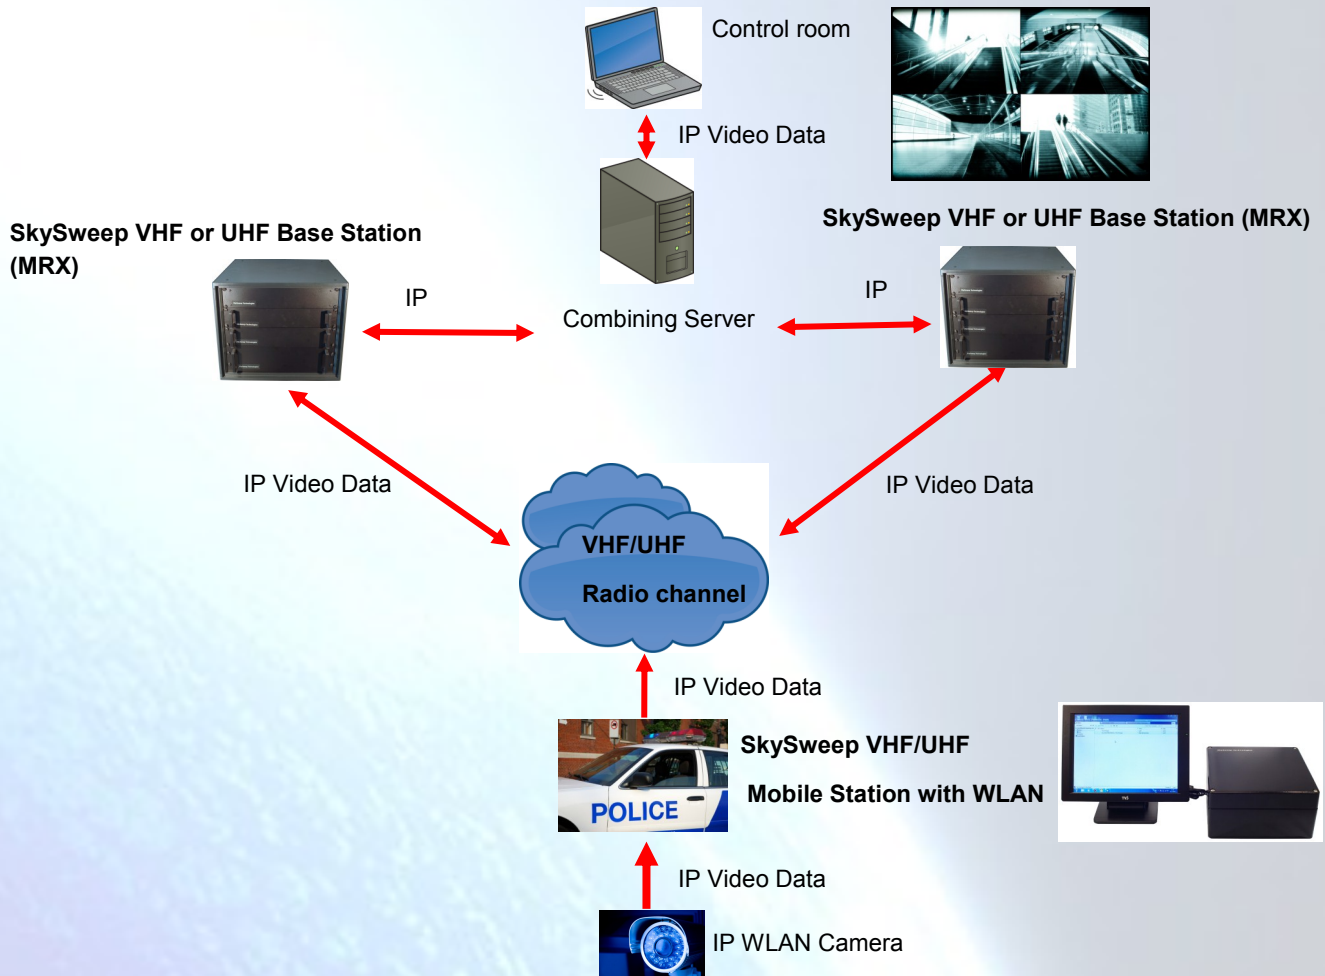 Control room
IP Video Data
SkySweep VHF or UHF Base Station
(MRX)
SkySweep VHF or UHF Base Station (MRX)
IP
IP
Combining Server
IP Video Data
IP Video Data
VHF/UHF
Radio channel
IP Video Data
SkySweep VHF/UHF
Mobile Station with WLAN
POLICE
IP Video Data
IP WLAN Camera